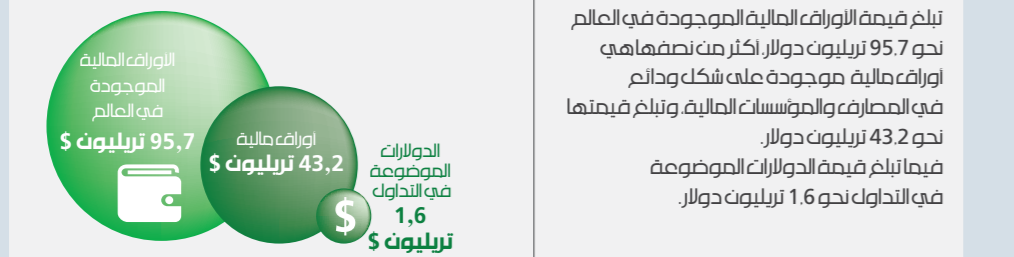 تبلغ قيمة الأوراق المالية الموجودة في العالم
نحو 95.7 تريليون دولار. أكثر من نصفها هي
أوراق مالية موجودة على شكل ودائع
في المصارف والمؤسسات المالية، وتبلغ قيمتها
نحو 43.2 تريليون دولار.
فيما تبلغ قيمة الدولارات الموضوعة
في التداول نحو 1.6 تريليون دولار.
الأوراق المالية
الموجودة
في العالم
95,7 تريليون $
أوراق مالية
43,2 تريليون $
الدولارات
الموضوعة
في التداول
1,6
تريليون $
$